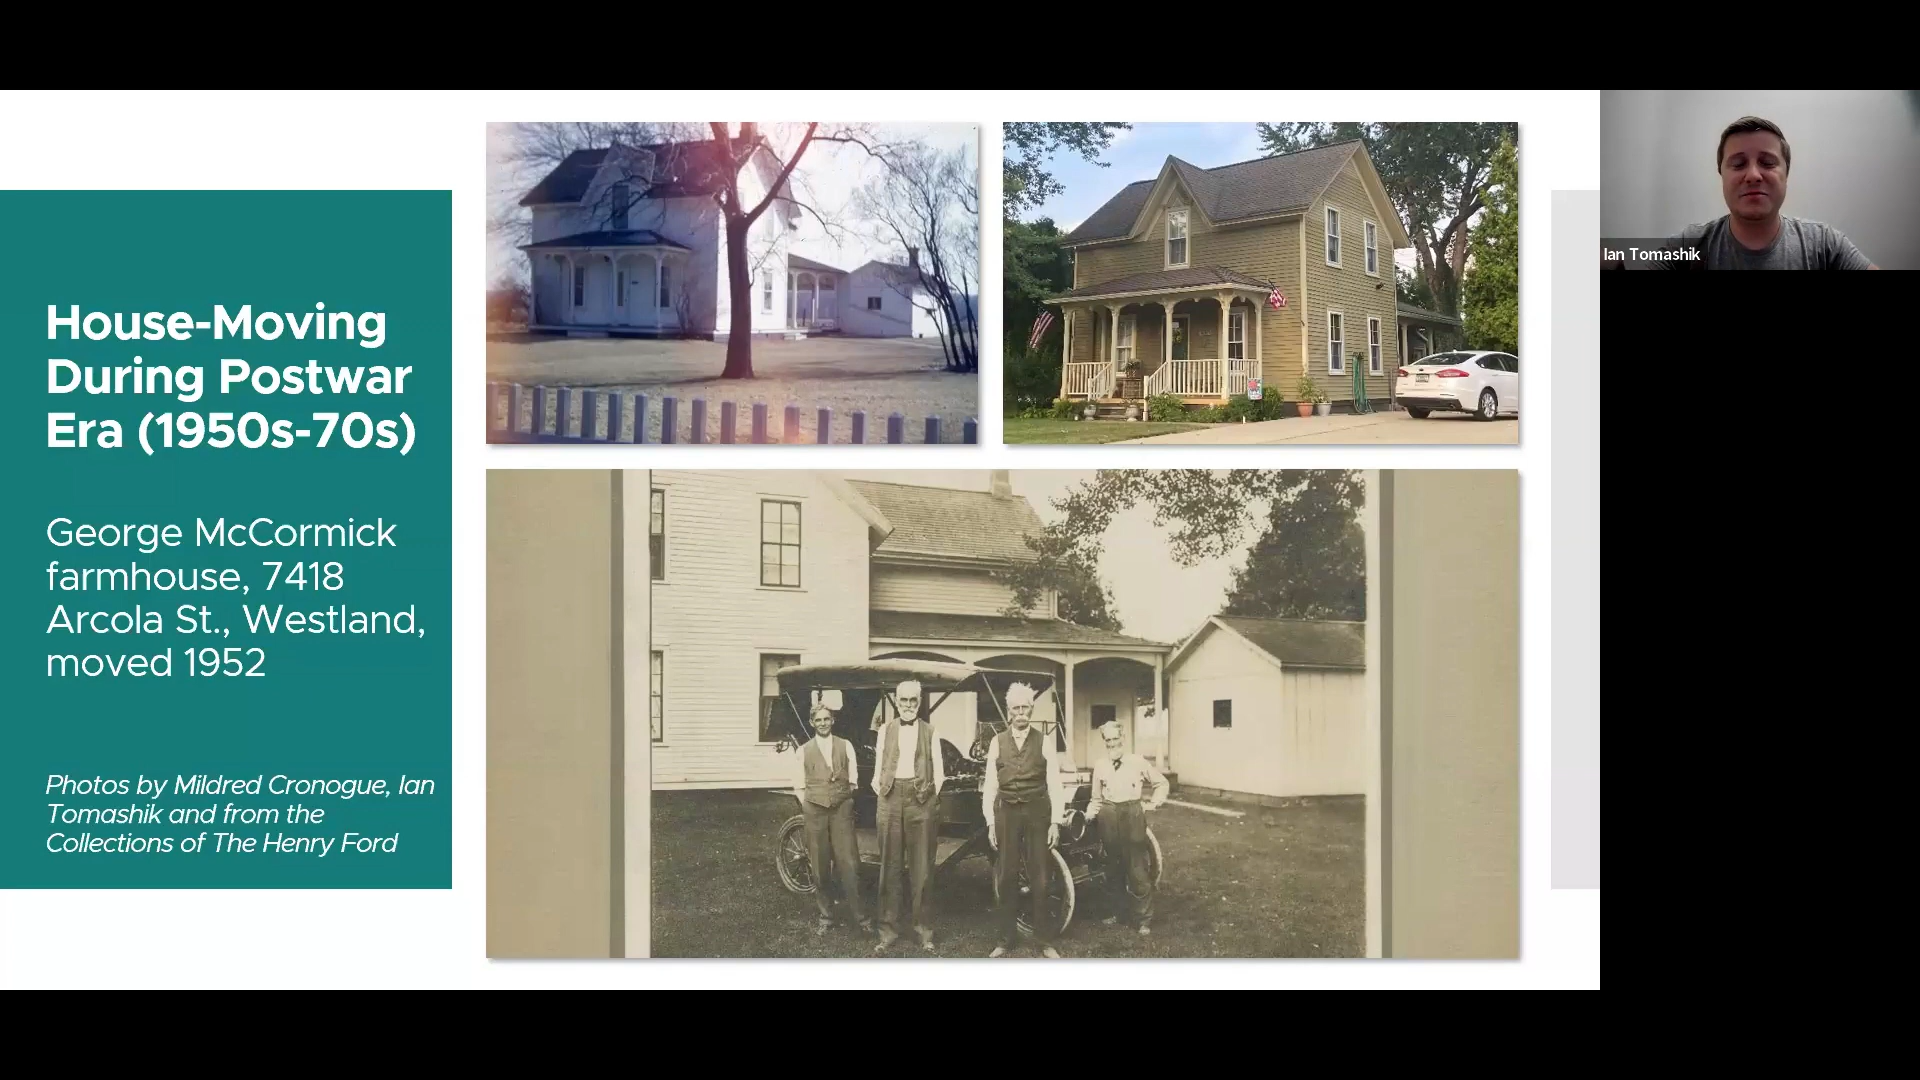 House-Moving
During Postwar
Era (1950s-70s)
George McCormick
farmhouse, 7418
Arcola St., Westland,
moved 1952
Photos by Mildred Cronogue, Ian
Tomashik and from the
Collections of The Henry Ford
Ian Tomashik